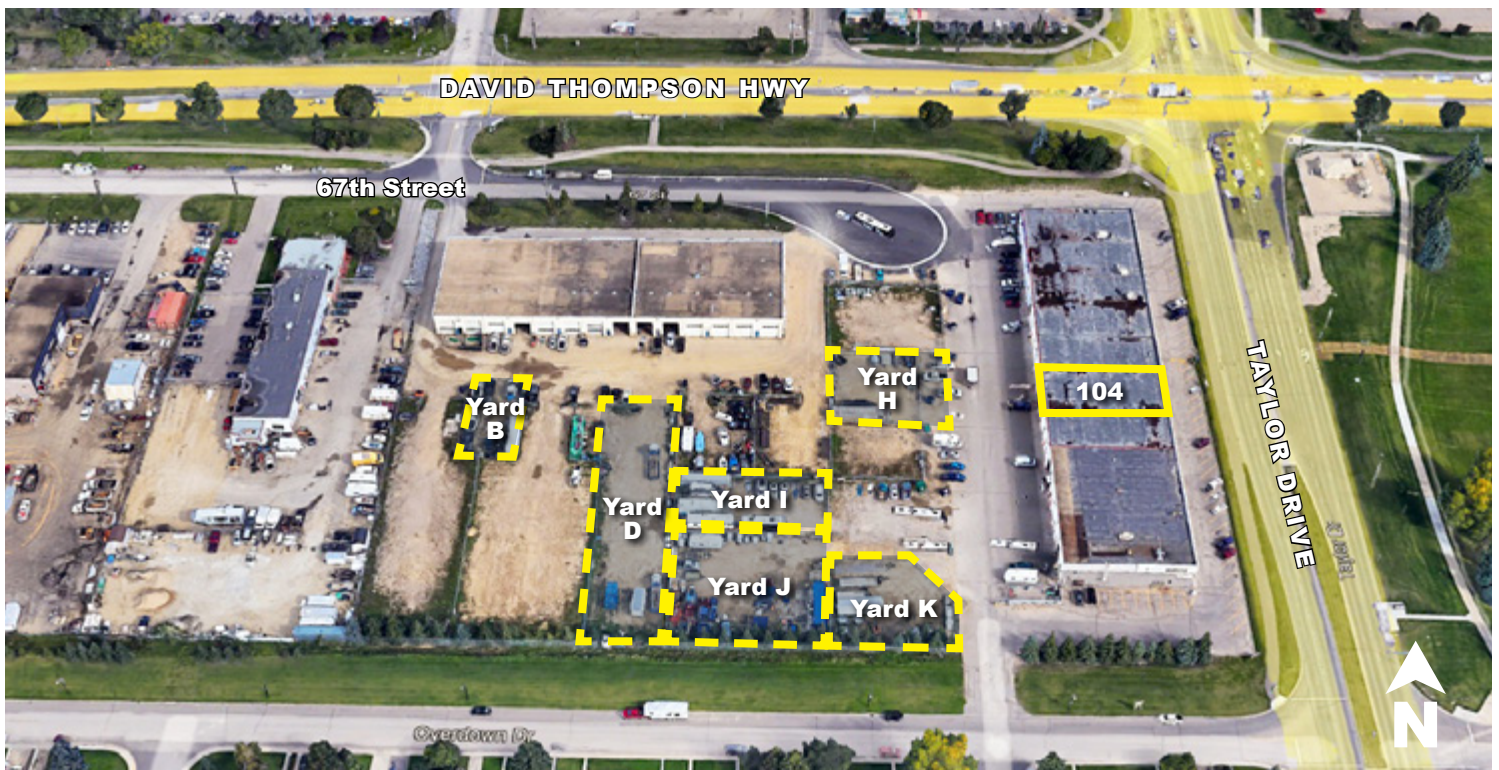 DAVID THOMPSON HWY
67th Street
Yard
H
104
Yard
B
TAYLOR DRIVE
Yard I
Yard
D
Yard J
Yard K
Overdown Dr
N